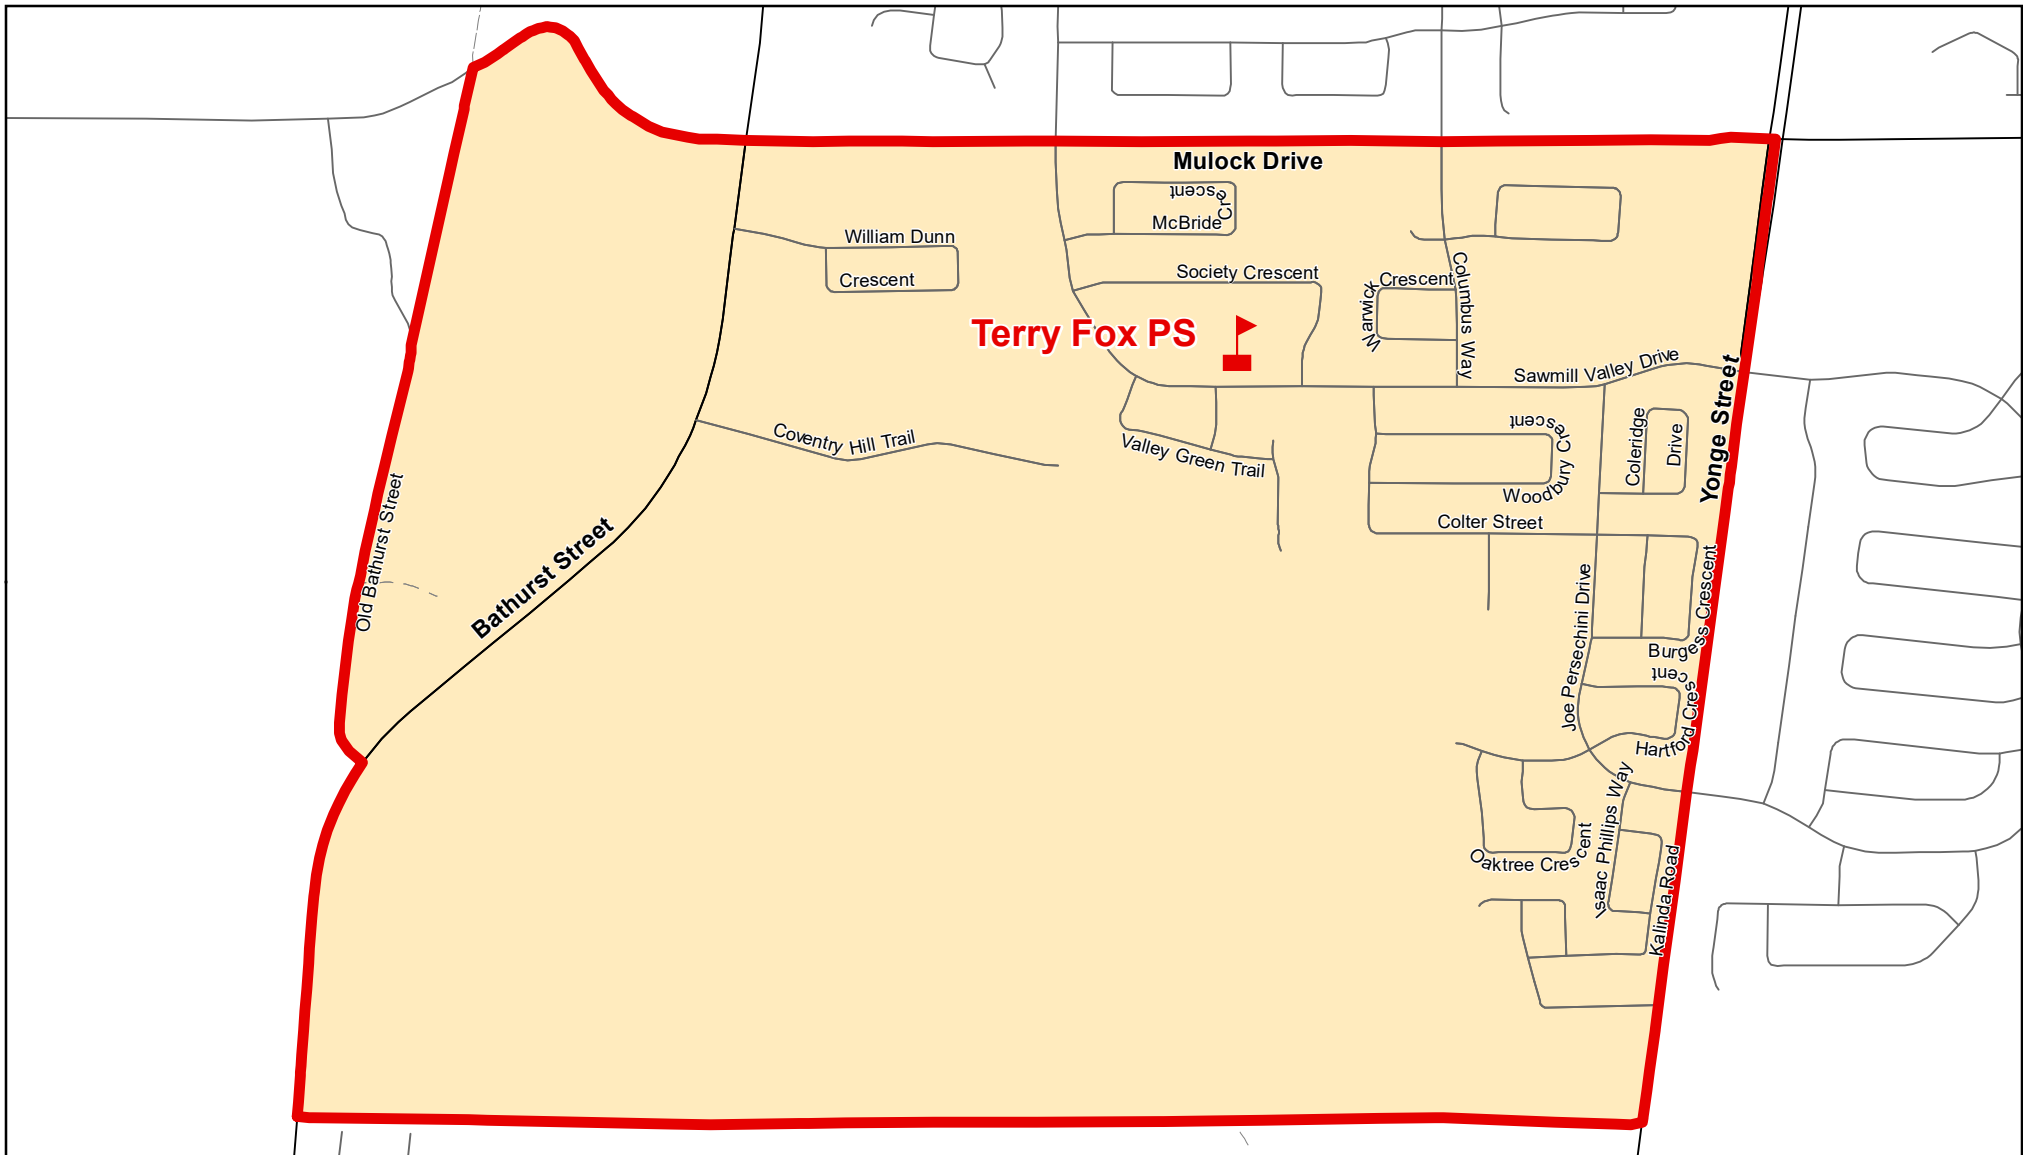 Mulock Drive
McBride Crescent
William Dunn
Crescent
Society Crescent
Warwick Crescent
Columbus Way
Terry Fox PS
Sawmill Valley Drive
Yonge Street
Coventry Hill Trail
Valley Green Trail
Woodbury Crescent
Coleridge
Drive
Colter Street
Old Bathurst Street
Bathurst Street
Joe Persechini Drive
Burgess Crescent
Hartford Crescent
Isaac Phillips Way
Oaktree Crescent
Kalinda Road